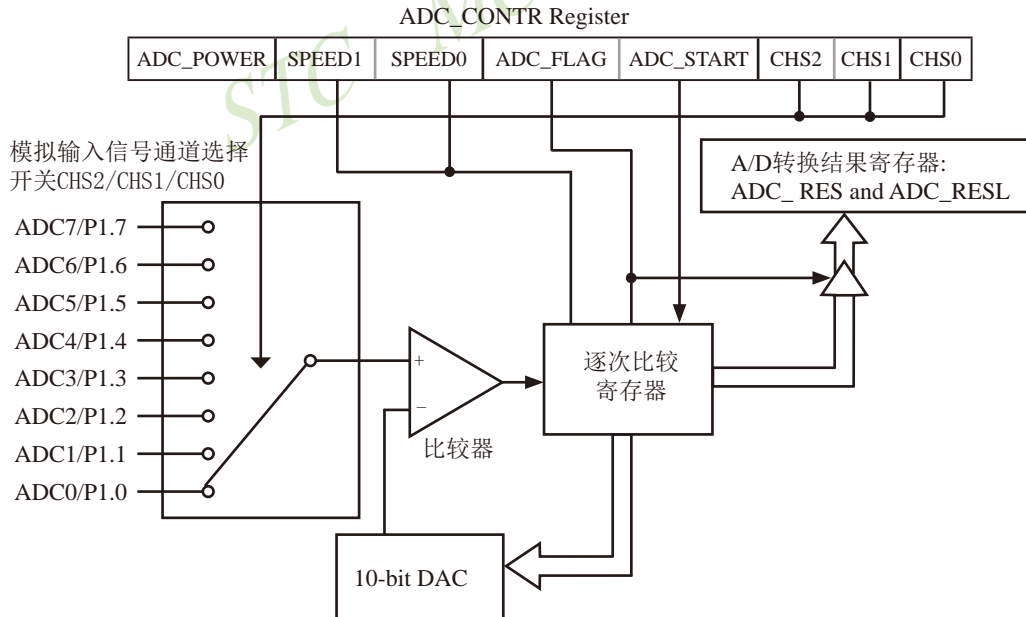 ADC_CONTR Register
ADC_POWER SPEED1 SPEED0 ADC_FLAG ADC_START CHS2 CHS1 CHS0
STC
模拟输入信号通道选择
开关CHS2/CHS1/CHS0
A/D转换结果寄存器:
ADC_ RES and ADC_RESL
ADC7/P1.7
ADC6/P1.6
ADC5/P1.5
ADC4/P1.4
ADC3/P1.3
ADC2/P1.2
ADC1/P1.1
ADC0/P1.0
+
−
比较器
逐次比较
寄存器
10-bit DAC